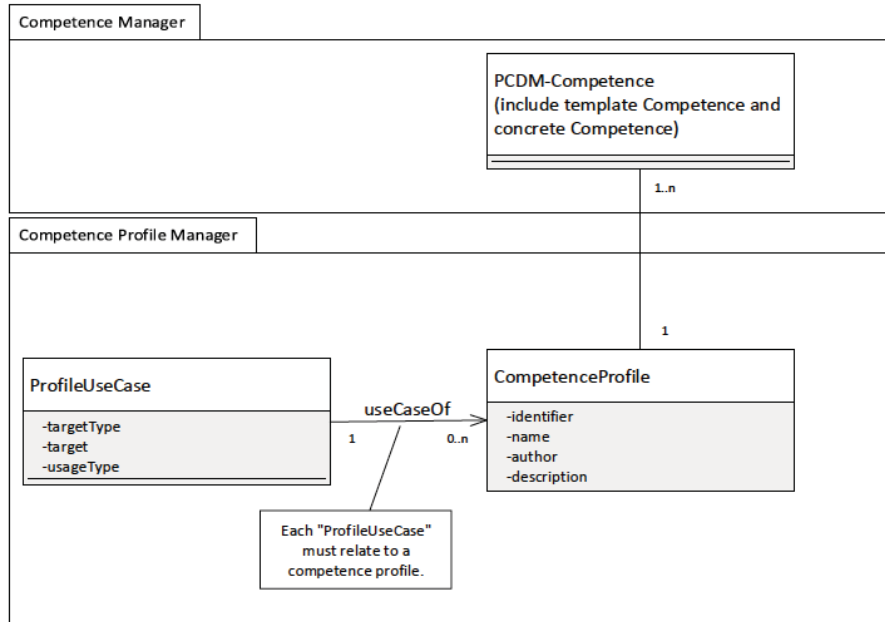 Competence Manager
PCDM-Competence
(include template Competence and
concrete Competence)
1..n
Competence Profile Manager
1
CompetenceProfile
-identifier
-name
-author
-description
ProfileUseCase
-targetType
-target
-usageType
useCaseOf
1
0..n
Each "ProfileUseCase"
must relate to a
competence profile.